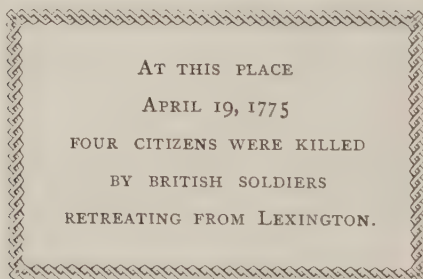 At this place
April 19, 1775
four citizens were killed
by british soldiers
retreating from Lexington.